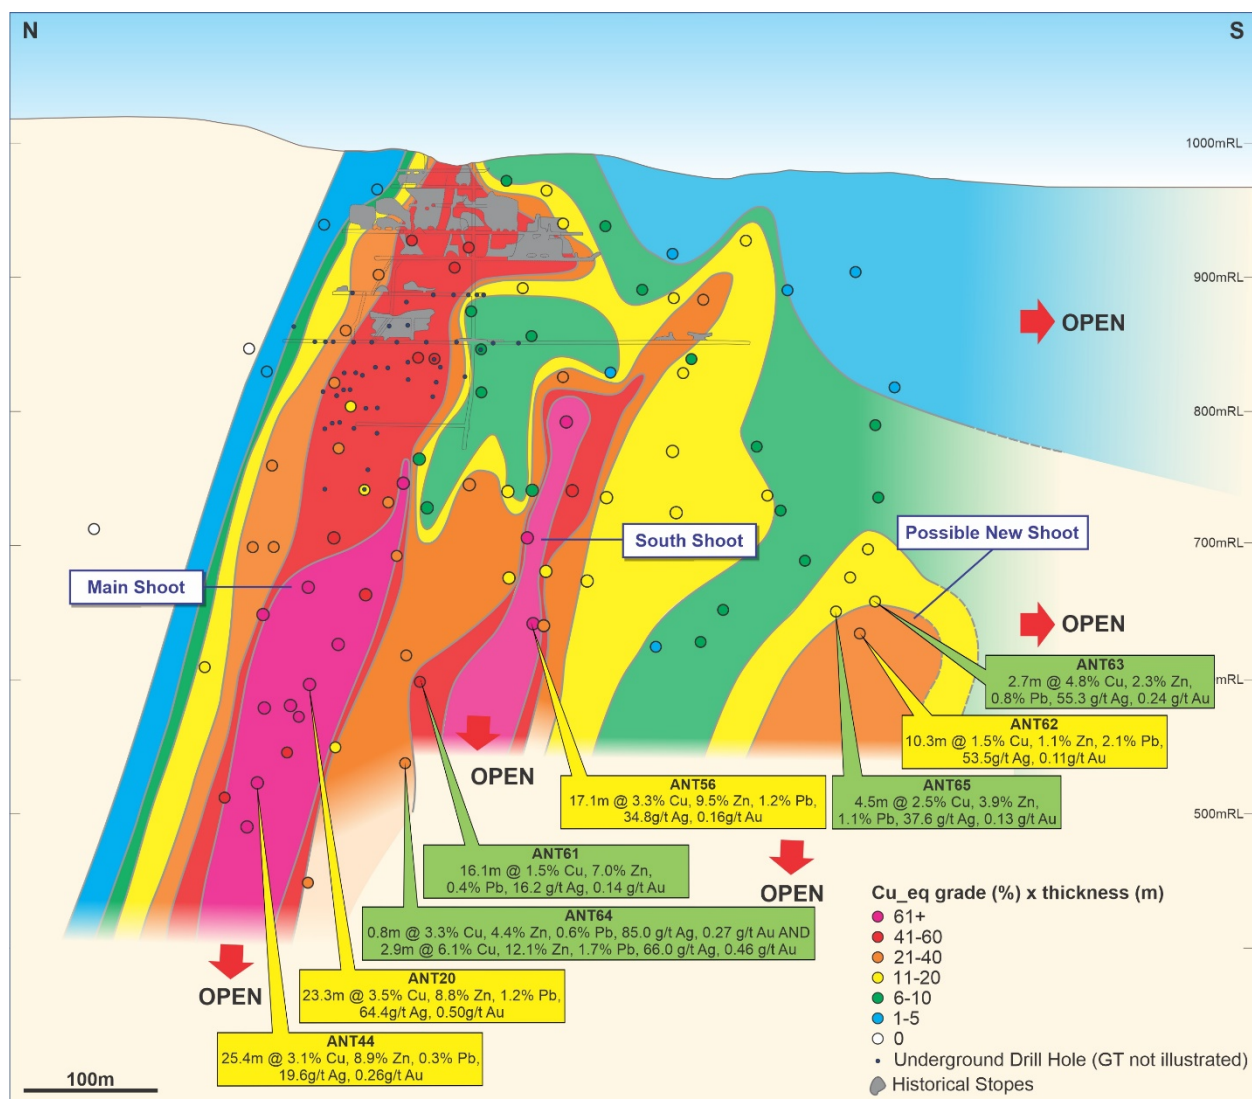 N
S
1000mRL
900mRL
800mRL
700mRL
mRL
500mRL
OPEN
OPEN
Possible New Shoot
South Shoot
Main Shoot
ANT63
2.7m @ 4.8% Cu, 2.3% Zn,
0.8% Pb, 55.3 g/t Ag, 0.24 g/t Au
ANT62
10.3m @ 1.5% Cu, 1.1% Zn, 2.1% Pb,
53.5g/t Ag, 0.11g/t Au
ANT65
4.5m @ 2.5% Cu, 3.9% Zn,
1.1% Pb, 37.6 g/t Ag, 0.13 g/t Au
OPEN
ANT56
17.1m @ 3.3% Cu, 9.5% Zn, 1.2% Pb,
34.8g/t Ag, 0.16g/t Au
ANT61
16.1m @ 1.5% Cu, 7.0% Zn,
0.4% Pb, 16.2 g/t Ag, 0.14 g/t Au
OPEN
ANT64
0.8m @ 3.3% Cu, 4.4% Zn, 0.6% Pb, 85.0 g/t Ag, 0.27 g/t Au AND
2.9m @ 6.1% Cu, 12.1% Zn, 1.7% Pb, 66.0 g/t Ag, 0.46 g/t Au
OPEN
ANT20
23.3m @ 3.5% Cu, 8.8% Zn, 1.2% Pb,
64.4g/t Ag, 0.50g/t Au
ANT44
25.4m @ 3.1% Cu, 8.9% Zn, 0.3% Pb,
19.6g/t Ag, 0.26g/t Au
100m
Cu_eq grade (%) x thickness (m)
61+
41-60
21-40
11-20
6-10
1-5
0
Underground Drill Hole (GT not illustrated)
Historical Stopes